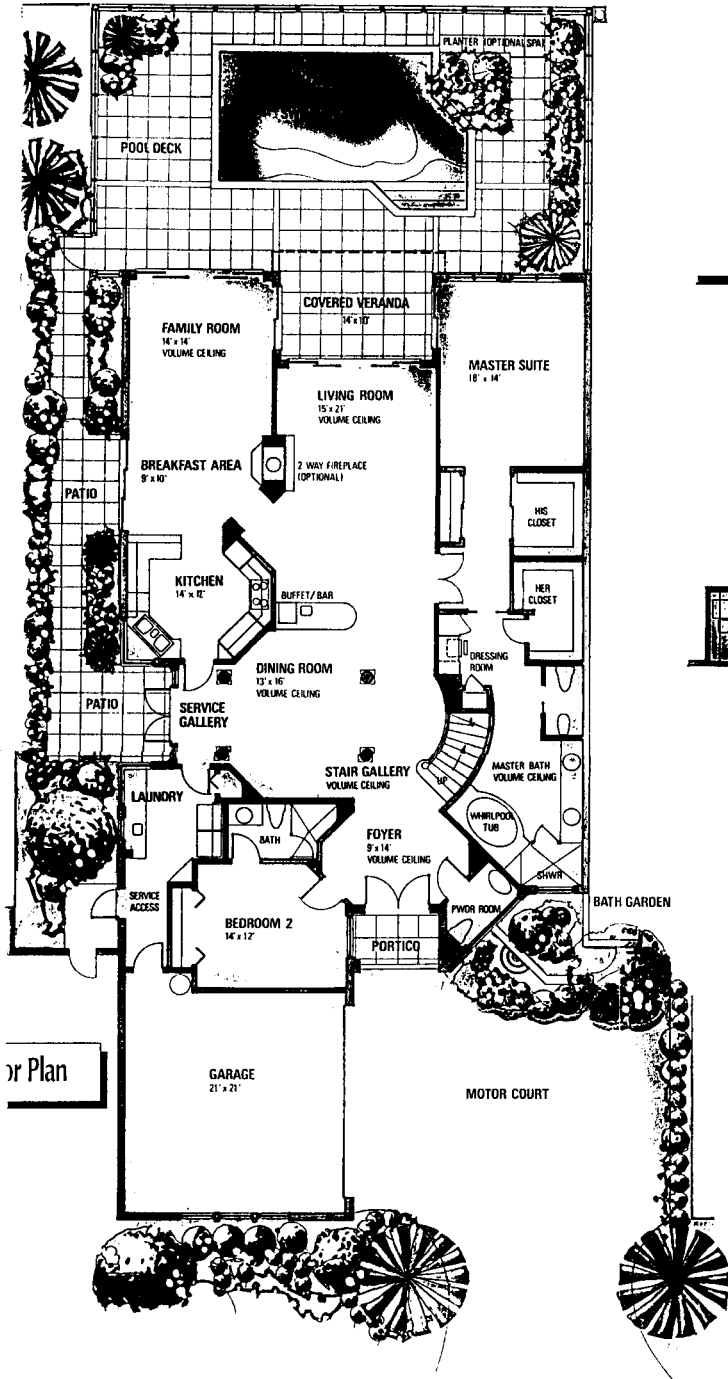 PLANTER (OPTIONAL SPA)
POOL DECK
COVERED VERANDA
14' x 10'
FAMILY ROOM
14' x 14'
VOLUME CEILING
MASTER SUITE
18' x 14'
LIVING ROOM
15' x 21'
VOLUME CEILING
BREAKFAST AREA
9' x 10'
2 WAY FIREPLACE
(OPTIONAL)
PATIO
HIS
CLOSET
KITCHEN
14' x 12'
BUFFET/BAR
HER
CLOSET
DRESSING
ROOM
DINING ROOM
13' x 16'
VOLUME CEILING
PATIO
SERVICE
GALLERY
STAIR GALLERY
VOLUME CEILING
UP
MASTER BATH
VOLUME CEILING
LAUNDRY
WHIRLPOOL
TUB
BATH
FOYER
9' x 14'
VOLUME CEILING
SHWR
SERVICE
ACCESS
PWDR ROOM
BATH GARDEN
BEDROOM 2
14' x 12'
PORTICO
or Plan
GARAGE
21' x 21'
MOTOR COURT